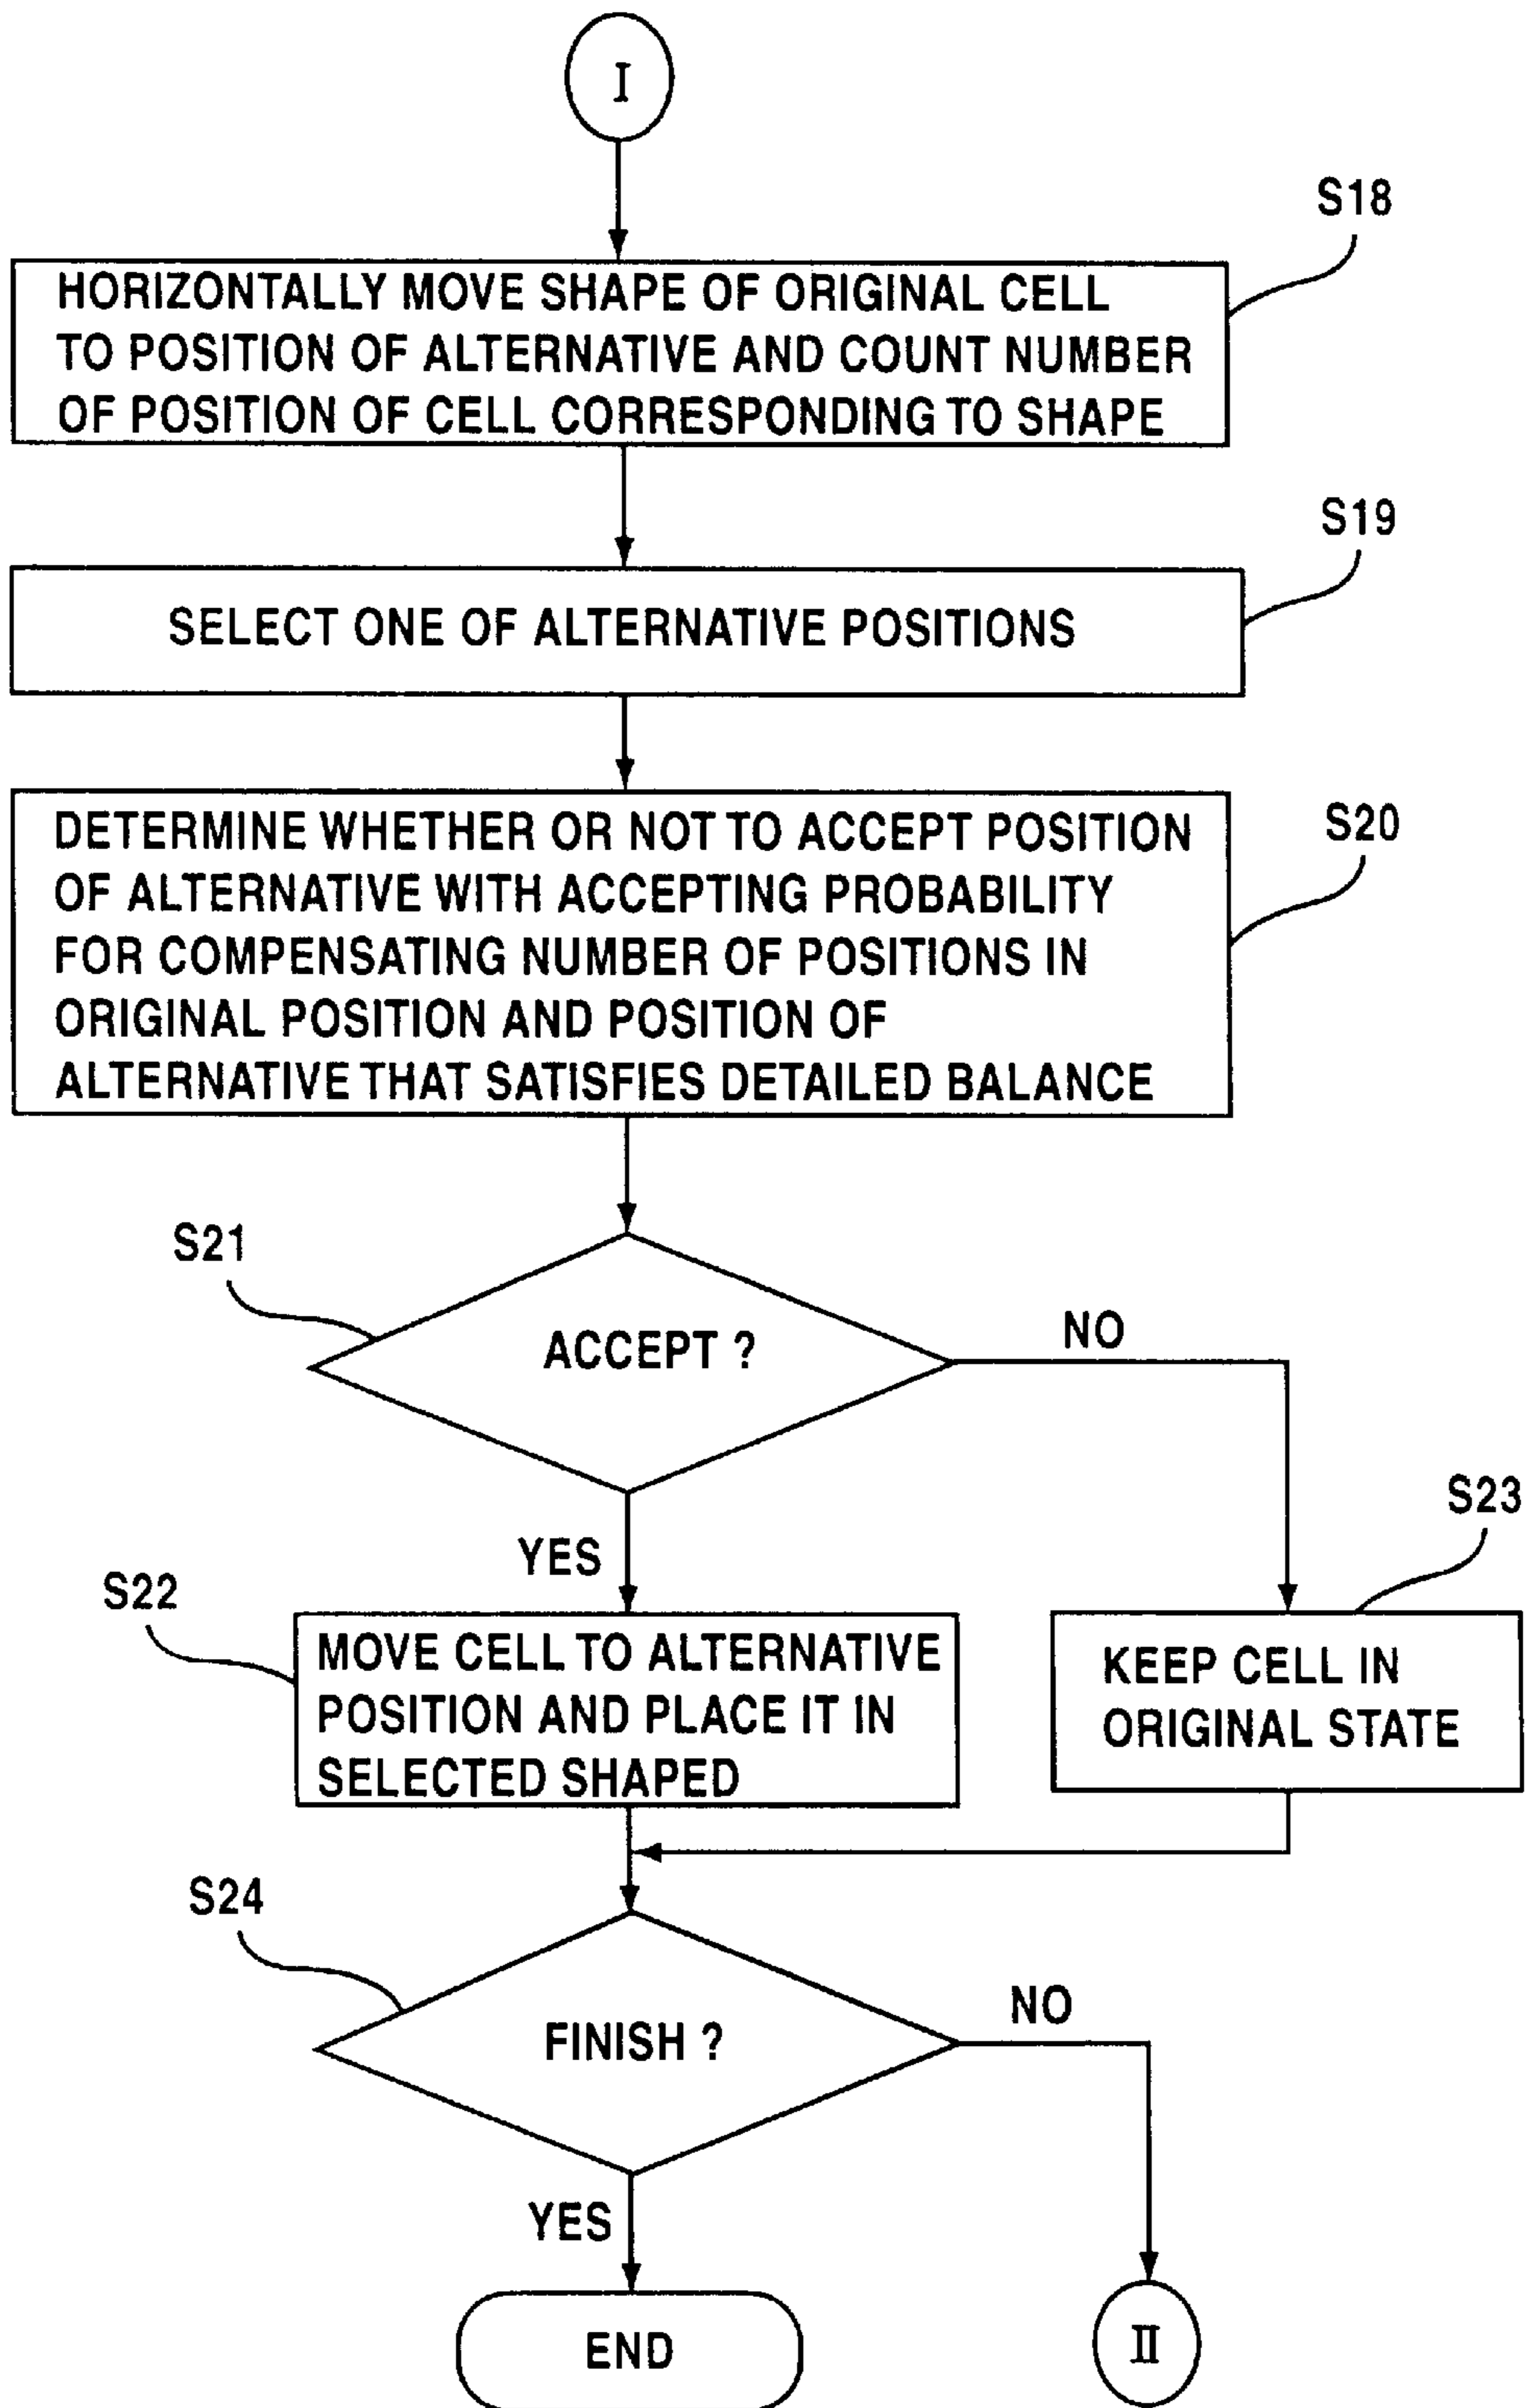 I
S18
HORIZONTALLY MOVE SHAPE OF ORIGINAL CELL
TO POSITION OF ALTERNATIVE AND COUNT NUMBER
OF POSITION OF CELL CORRESPONDING TO SHAPE
S19
SELECT ONE OF ALTERNATIVE POSITIONS
S20
DETERMINE WHETHER OR NOT TO ACCEPT POSITION
OF ALTERNATIVE WITH ACCEPTING PROBABILITY
FOR COMPENSATING NUMBER OF POSITIONS IN
ORIGINAL POSITION AND POSITION OF
ALTERNATIVE THAT SATISFIES DETAILED BALANCE
S21
ACCEPT ?
NO
YES
S22
MOVE CELL TO ALTERNATIVE
POSITION AND PLACE IT IN
SELECTED SHAPED
S23
KEEP CELL IN
ORIGINAL STATE
S24
FINISH ?
NO
YES
END
II